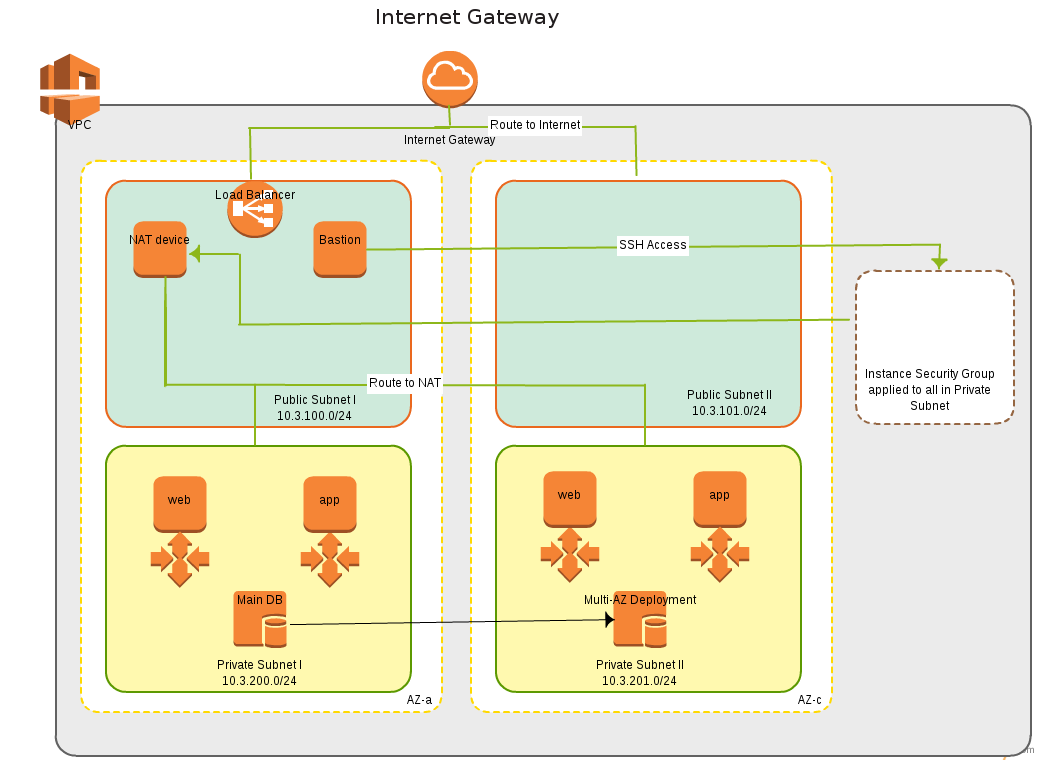 Internet Gateway
VPC
Route to Internet
Internet Gateway
Load Balancer
NAT device
Bastion
SSH Access
Instance Security Group
applied to all in Private
Subnet
Route to NAT
Public Subnet I
10.3.100.0/24
Public Subnet II
10.3.101.0/24
web
app
web
app
Main DB
Multi-AZ Deployment
Private Subnet I
10.3.200.0/24
Private Subnet II
10.3.201.0/24
AZ-a
AZ-c